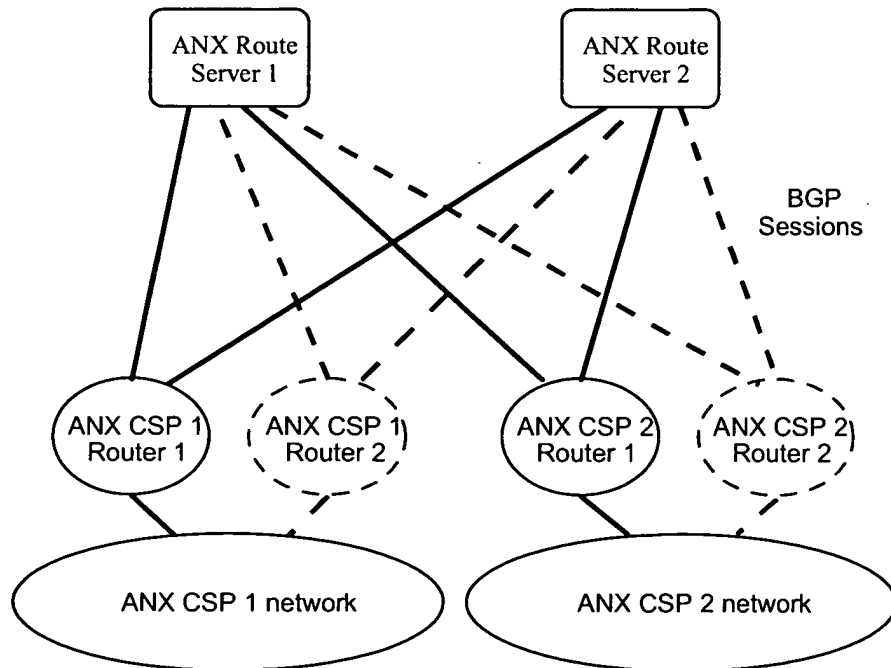 ANX Route
Server 1
ANX Route
Server 2
BGP
Sessions
ANX CSP 1
Router 1
ANX CSP 1
Router 2
ANX CSP 2
Router 1
ANX CSP 2
Router 2
ANX CSP 1 network
ANX CSP 2 network